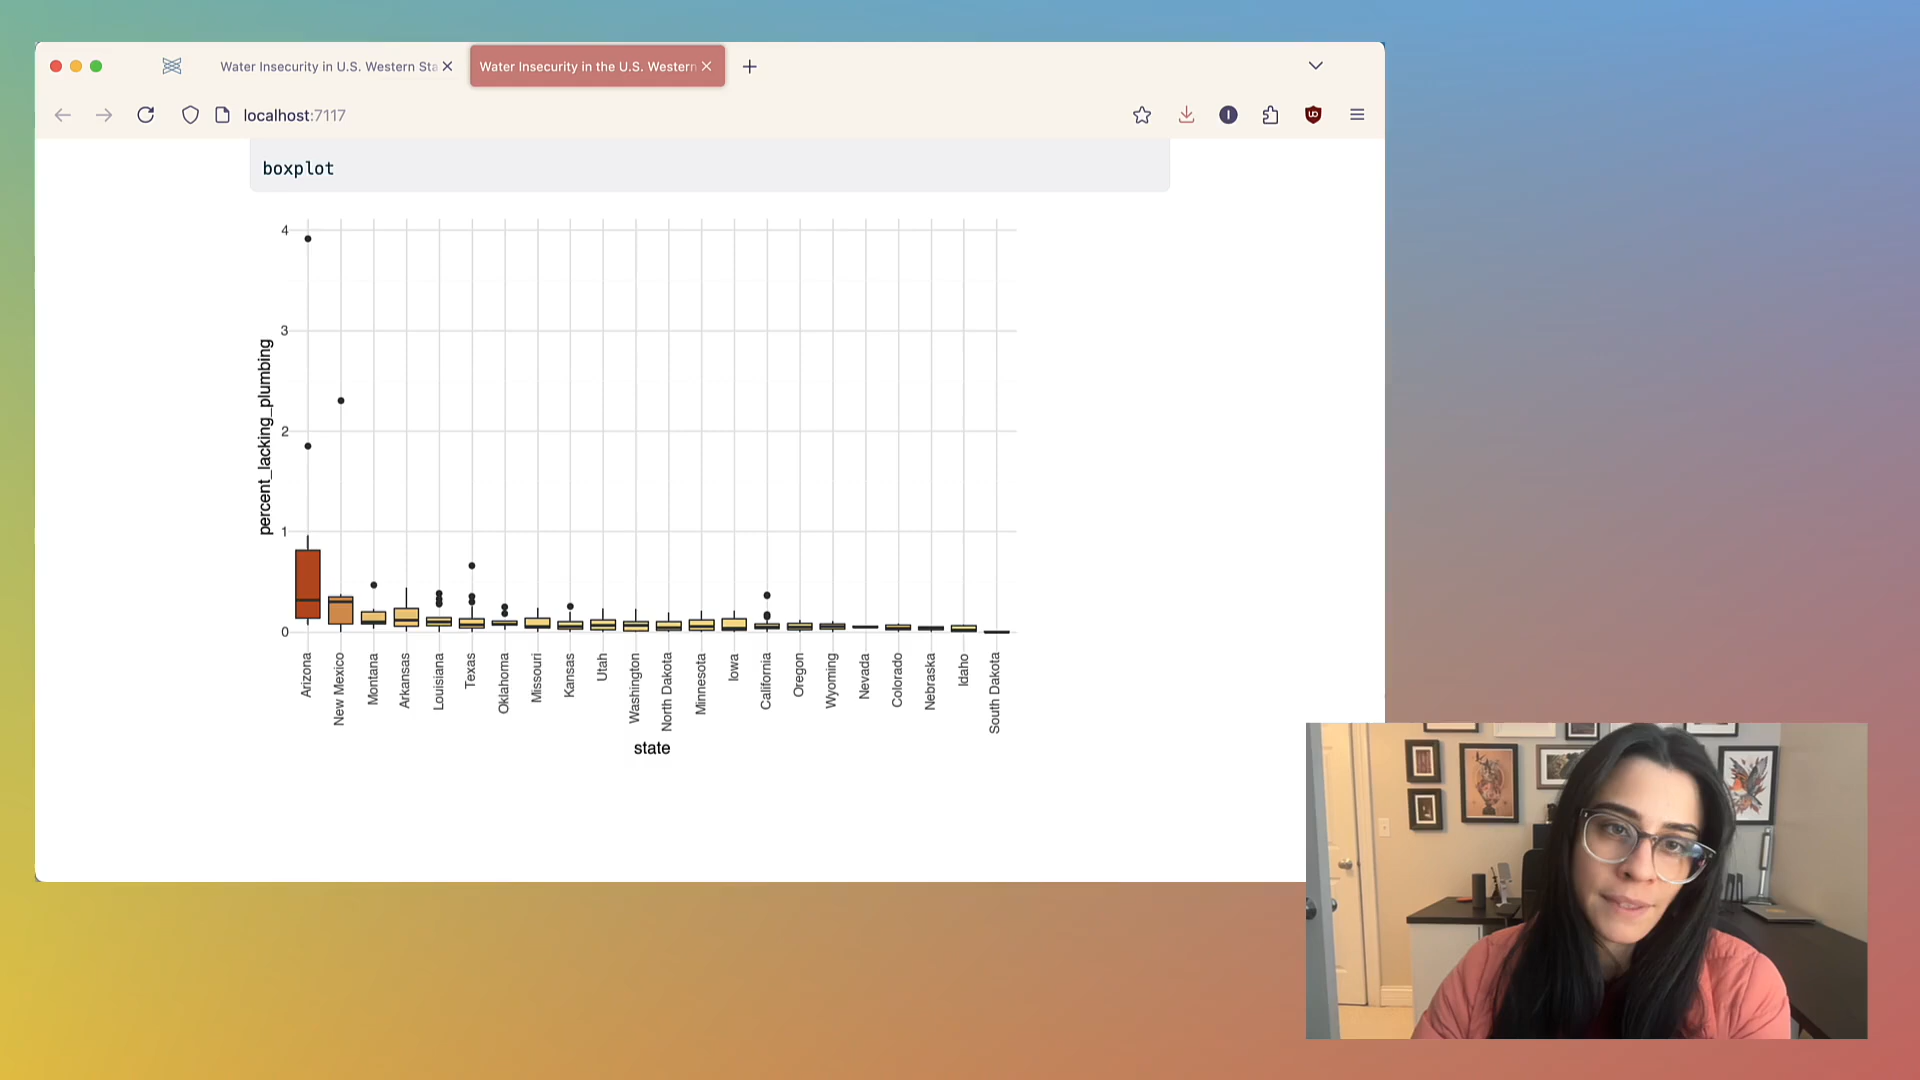 Water Insecurity in U.S. Western Sta
Water Insecurity in the U.S. Western
localhost:7117
boxplot
percent_lacking_plumbing
4
3
2
1
0
Arizona
New Mexico
Montana
Arkansas
Louisiana
Texas
Oklahoma
Missouri
Kansas
Utah
Washington
North Dakota
Minnesota
Iowa
California
Oregon
Wyoming
Nevada
Colorado
Nebraska
Idaho
South Dakota
state